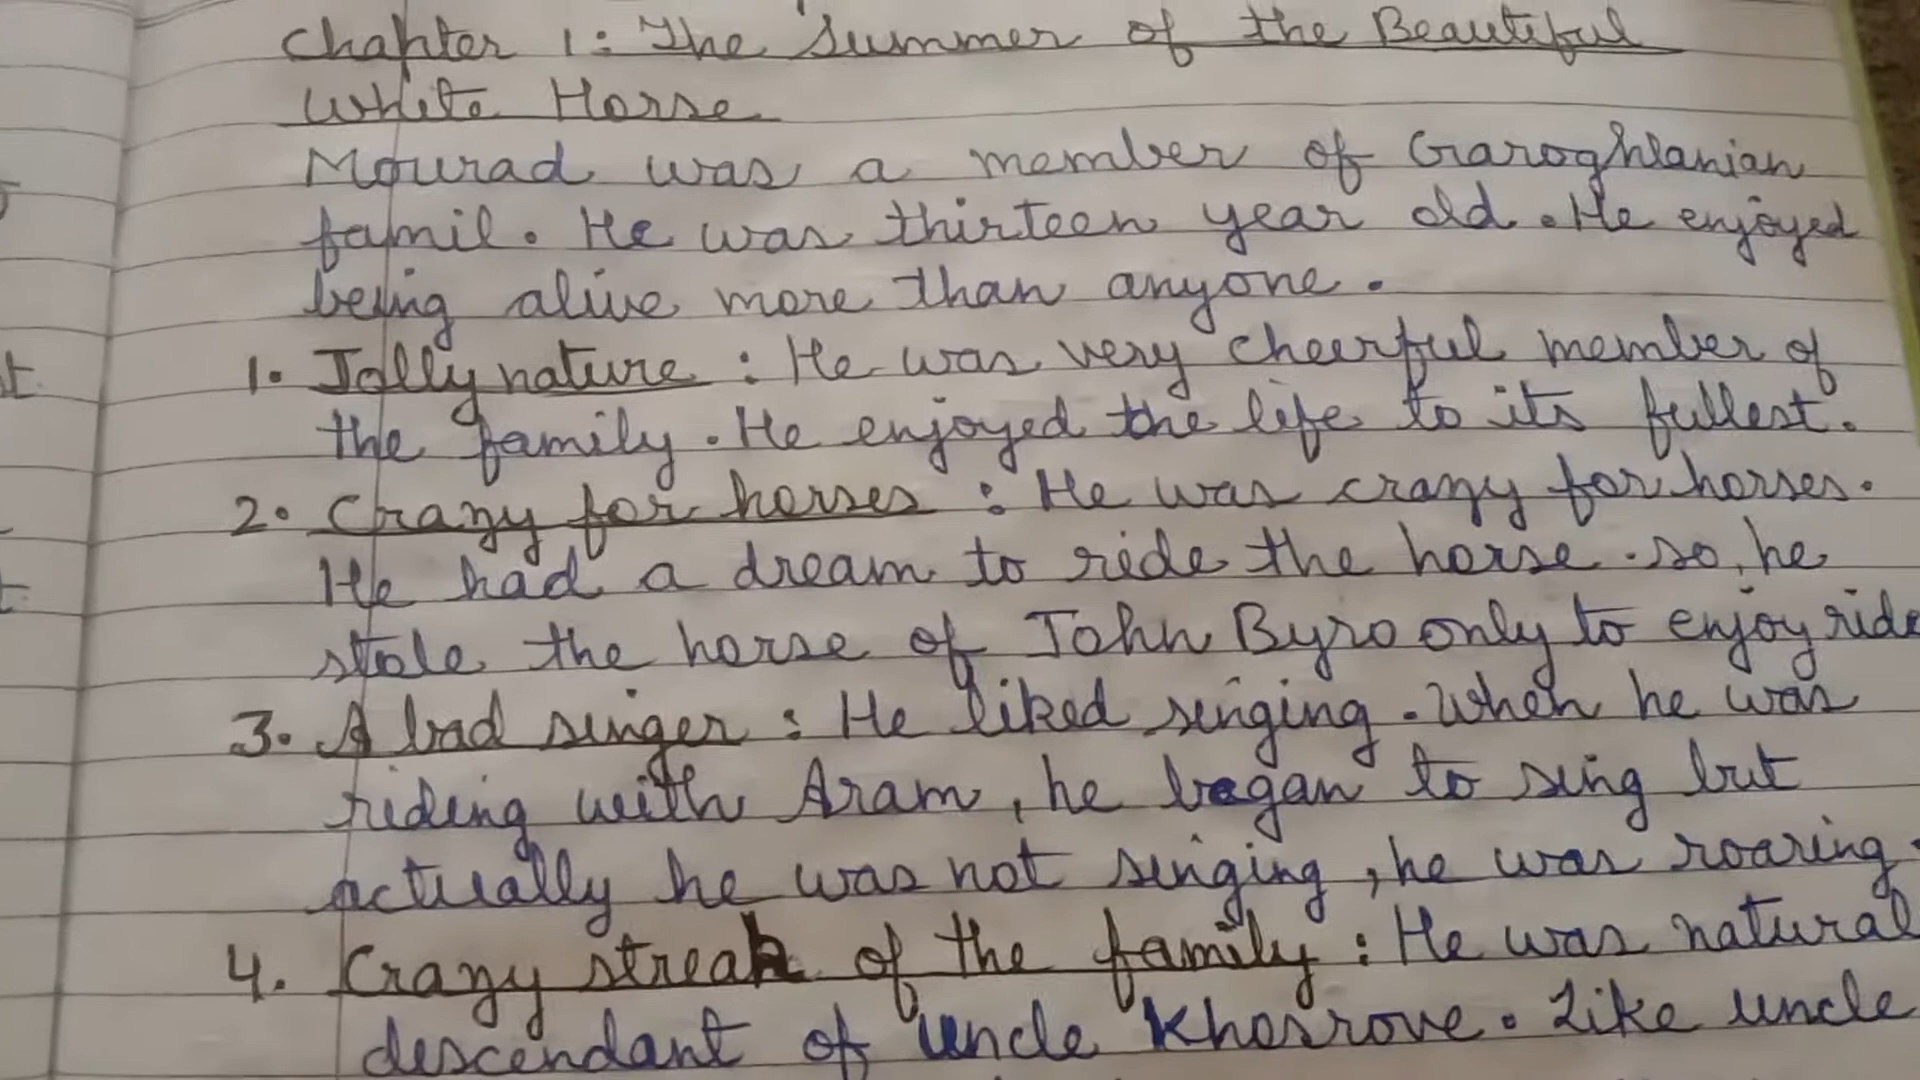 Chapter 1: The Summer of the Beautiful
White Horse
Mourad was a member of Garoghlanian
famil. He was thirteen year old. He enjoyed
being alive more than anyone.
1. Jolly nature : He was very cheerful member of
the family. He enjoyed the life to its fullest.
2. Crazy for horses : He was crazy for horses.
He had a dream to ride the horse. so, he
stole the horse of John Byro only to enjoy ride
3. A bad singer : He liked singing. When he was
riding with Aram, he began to sing but
actually he was not singing, he was roaring.
4. Crazy streak of the family : He was natural
descendant of uncle Khosrove. Like uncle